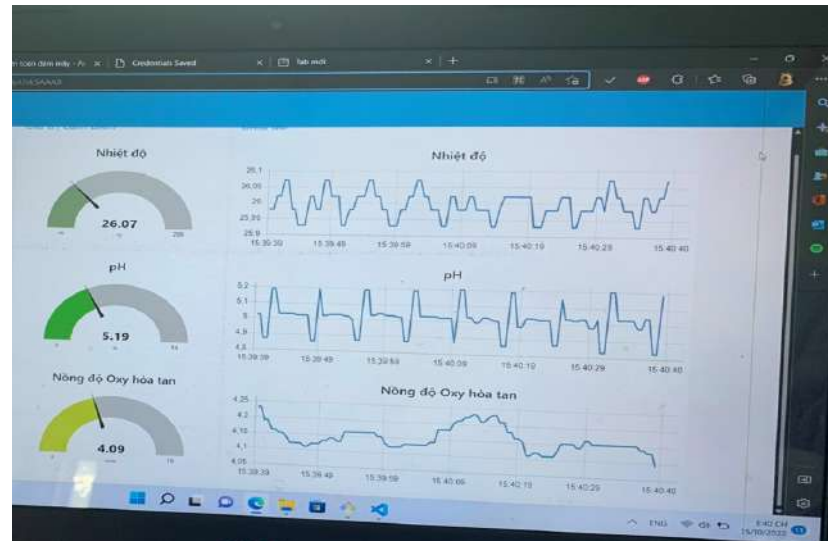 Credentials Saved
Tab mới
Nhiệt độ
26.07
Nhiệt độ
26,1
26,05
26
25,95
25,9
15:39:39 15:39:49 15:39:59 15:40:09 15:40:19 15:40:29 15:40:40
pH
5.19
pH
5,2
5,1
5
4,9
4,8
15:39:39 15:39:49 15:39:59 15:40:09 15:40:19 15:40:29 15:40:40
Nồng độ Oxy hòa tan
4.09
Nồng độ Oxy hòa tan
4,25
4,2
4,15
4,1
4,05
15:39:39 15:39:49 15:39:59 15:40:09 15:40:19 15:40:29 15:40:40
ENG